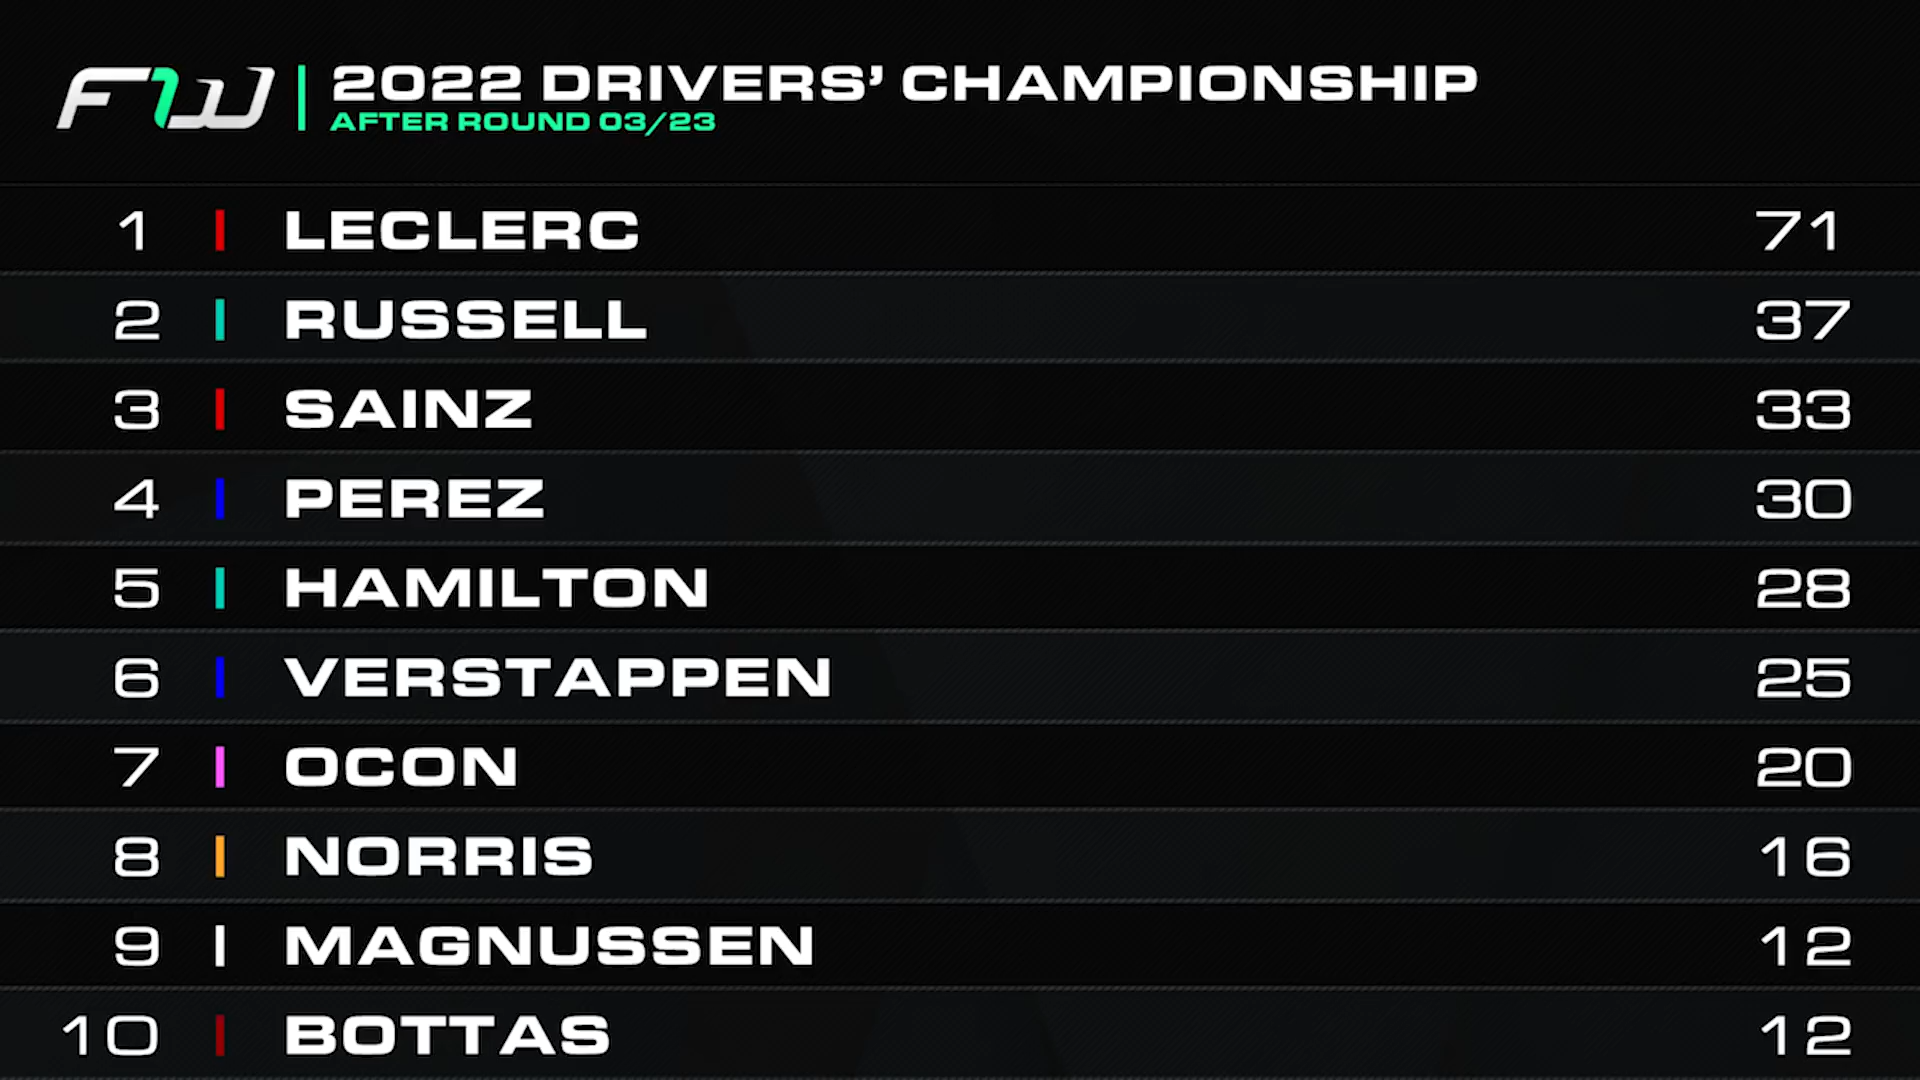 F1W
2022 DRIVERS’ CHAMPIONSHIP
AFTER ROUND 03/23
1 LECLERC 71
2 RUSSELL 37
3 SAINZ 33
4 PEREZ 30
5 HAMILTON 28
6 VERSTAPPEN 25
7 OCON 20
8 NORRIS 16
9 MAGNUSSEN 12
10 BOTTAS 12